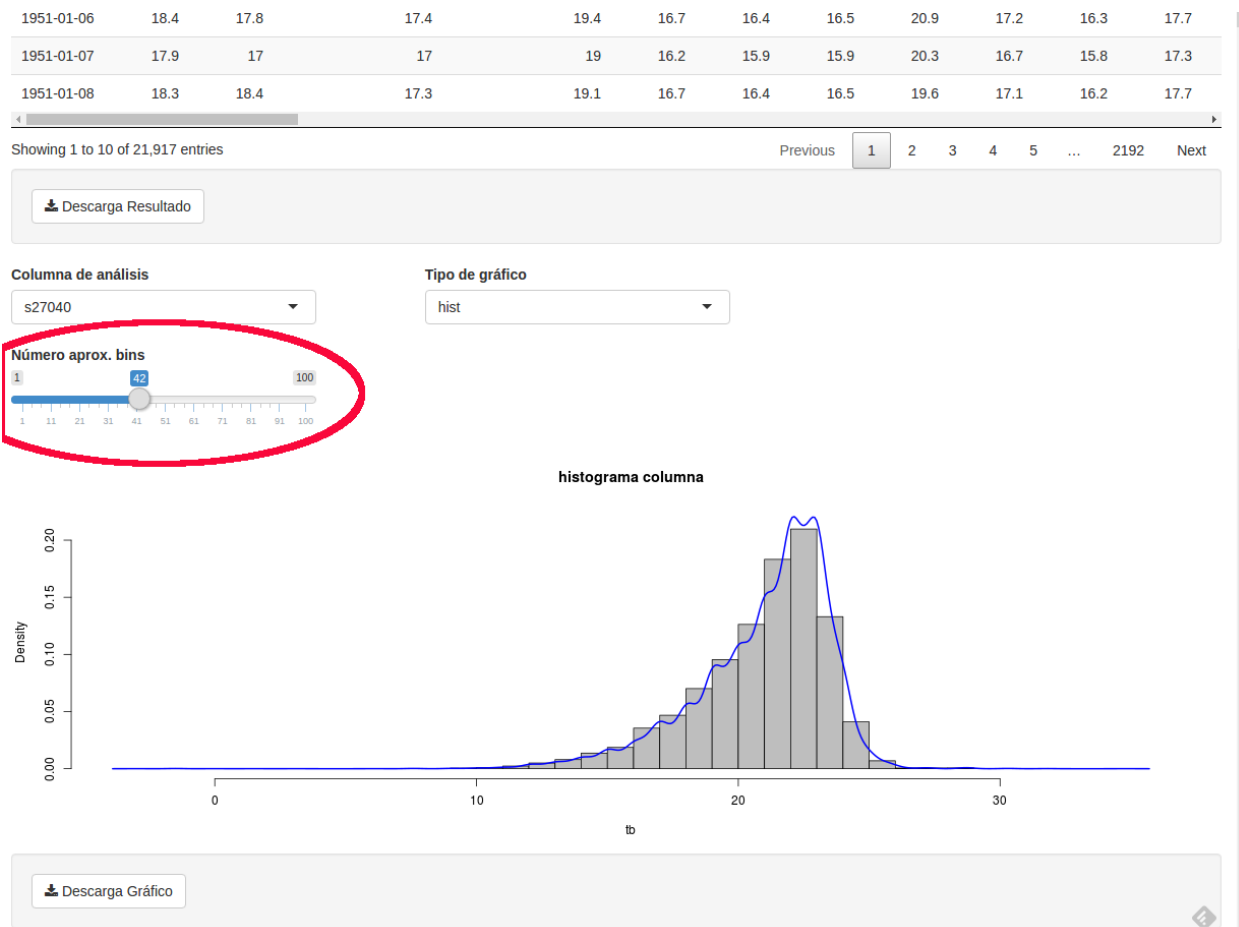 1951-01-06 18.4 17.8 17.4 19.4 16.7 16.4 16.5 20.9 17.2 16.3 17.7
1951-01-07 17.9 17 17 19 16.2 15.9 15.9 20.3 16.7 15.8 17.3
1951-01-08 18.3 18.4 17.3 19.1 16.7 16.4 16.5 19.6 17.1 16.2 17.7
Showing 1 to 10 of 21,917 entries Previous 1 2 3 4 5 … 2192 Next
Descarga Resultado
Columna de análisis Tipo de gráfico
s27040 hist
Número aprox. bins
1 42 100
1 11 21 31 41 51 61 71 81 91 100
histograma columna
Density
0.20
0.15
0.10
0.05
0.00
0 10 20 30
tb
Descarga Gráfico